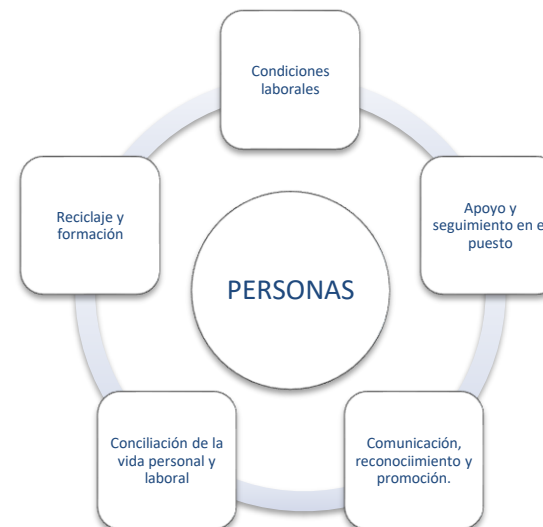 Condiciones
laborales
Apoyo y
seguimiento en e
puesto
Comunicación,
reconociimiento y
promoción.
Conciliación de la
vida personal y
laboral
Reciclaje y
formación
PERSONAS